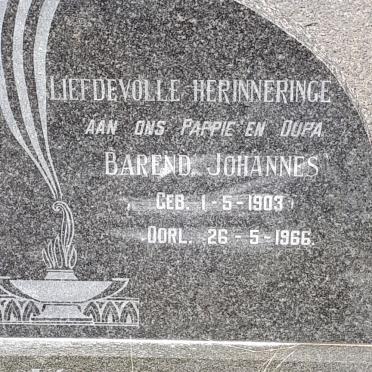 LIEFDEVOLLE HERINNERINGE
AAN ONS PAPPIE EN OUPA
BAREND JOHANNES
GEB. 1-5-1903
OORL. 26-5-1966.